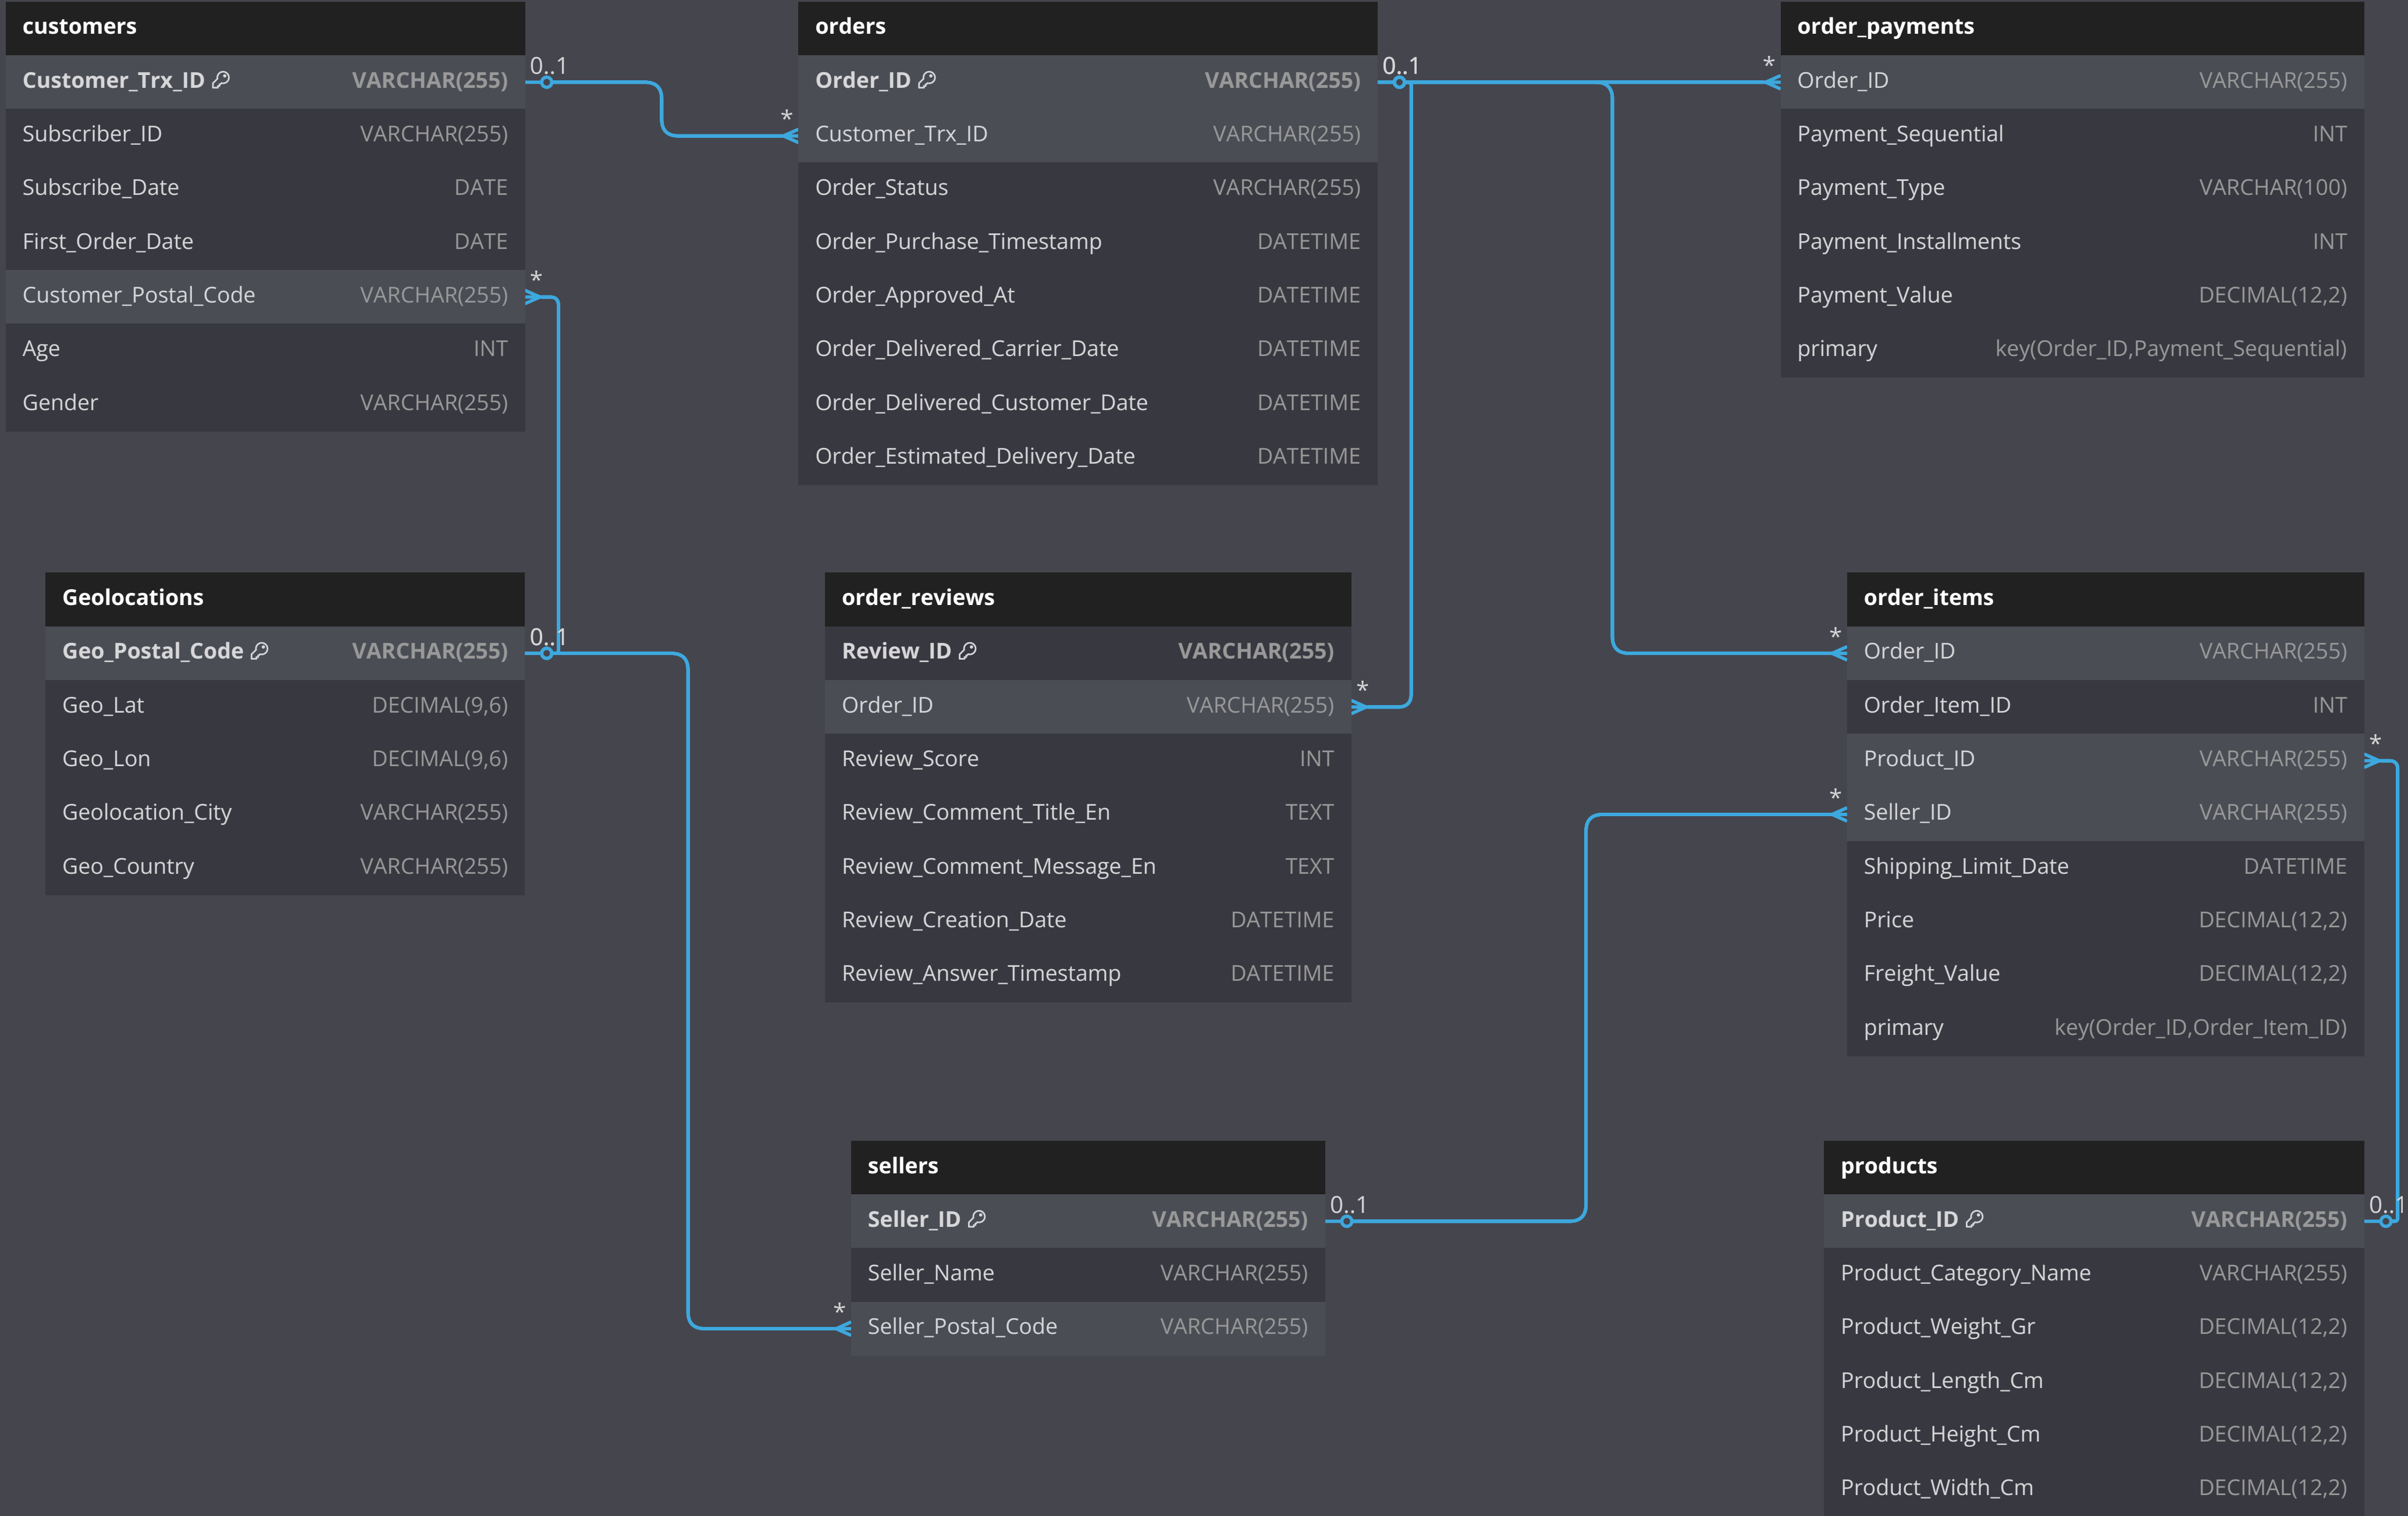 customers
Customer_Trx_ID VARCHAR(255)
Subscriber_ID VARCHAR(255)
Subscribe_Date DATE
First_Order_Date DATE
Customer_Postal_Code VARCHAR(255)
Age INT
Gender VARCHAR(255)
0..1
*
*
orders
Order_ID VARCHAR(255)
Customer_Trx_ID VARCHAR(255)
Order_Status VARCHAR(255)
Order_Purchase_Timestamp DATETIME
Order_Approved_At DATETIME
Order_Delivered_Carrier_Date DATETIME
Order_Delivered_Customer_Date DATETIME
Order_Estimated_Delivery_Date DATETIME
0..1
*
order_payments
Order_ID VARCHAR(255)
Payment_Sequential INT
Payment_Type VARCHAR(100)
Payment_Installments INT
Payment_Value DECIMAL(12,2)
primary key(Order_ID,Payment_Sequential)
Geolocations
Geo_Postal_Code VARCHAR(255)
Geo_Lat DECIMAL(9,6)
Geo_Lon DECIMAL(9,6)
Geolocation_City VARCHAR(255)
Geo_Country VARCHAR(255)
0..1
order_reviews
Review_ID VARCHAR(255)
Order_ID VARCHAR(255)
Review_Score INT
Review_Comment_Title_En TEXT
Review_Comment_Message_En TEXT
Review_Creation_Date DATETIME
Review_Answer_Timestamp DATETIME
*
*
*
*
order_items
Order_ID VARCHAR(255)
Order_Item_ID INT
Product_ID VARCHAR(255)
Seller_ID VARCHAR(255)
Shipping_Limit_Date DATETIME
Price DECIMAL(12,2)
Freight_Value DECIMAL(12,2)
primary key(Order_ID,Order_Item_ID)
sellers
Seller_ID VARCHAR(255)
Seller_Name VARCHAR(255)
Seller_Postal_Code VARCHAR(255)
0..1
*
products
Product_ID VARCHAR(255)
Product_Category_Name VARCHAR(255)
Product_Weight_Gr DECIMAL(12,2)
Product_Length_Cm DECIMAL(12,2)
Product_Height_Cm DECIMAL(12,2)
Product_Width_Cm DECIMAL(12,2)
0..1